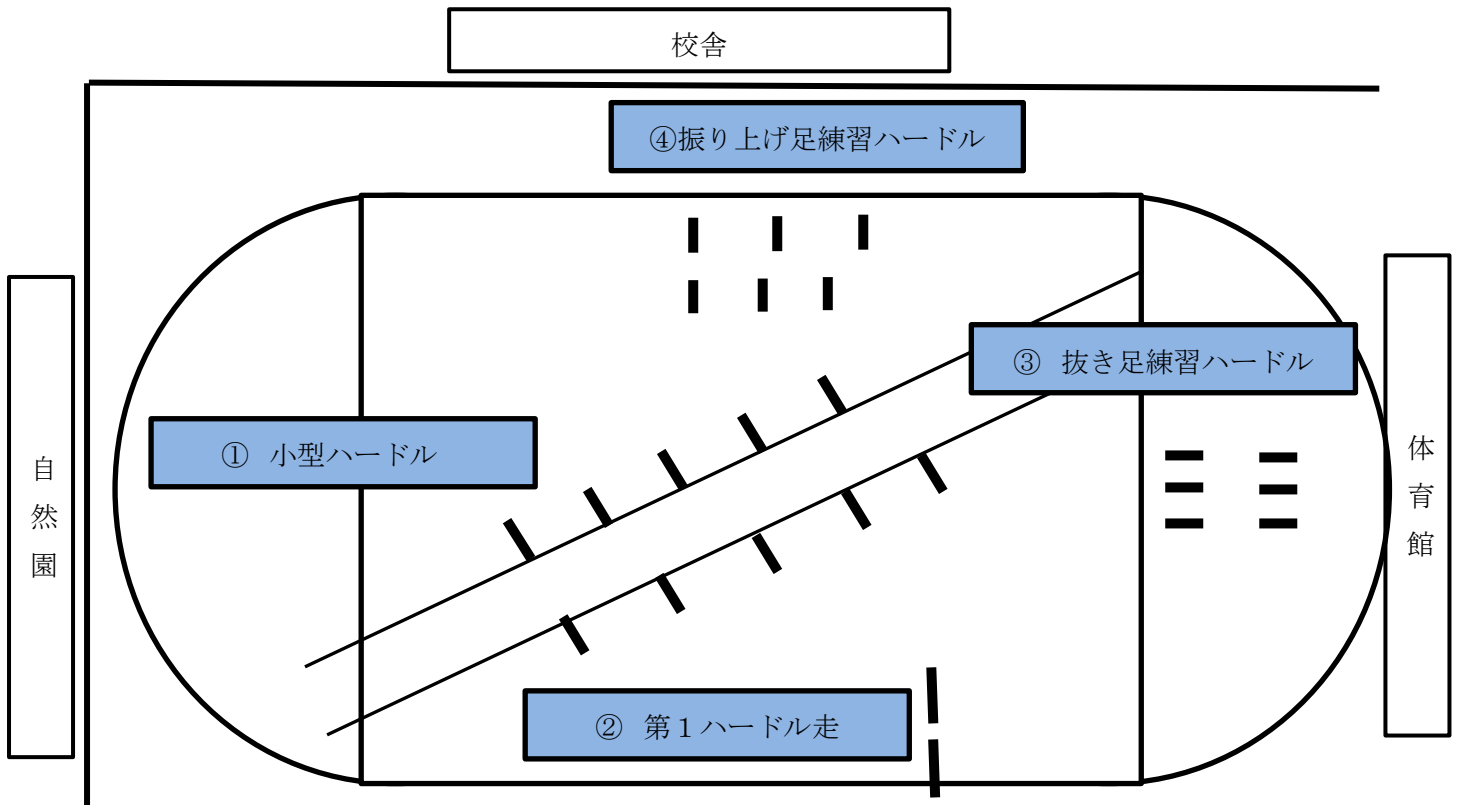 校舎
④振り上げ足練習ハードル
③ 抜き足練習ハードル
① 小型ハードル
自然園
体育館
② 第１ハードル走